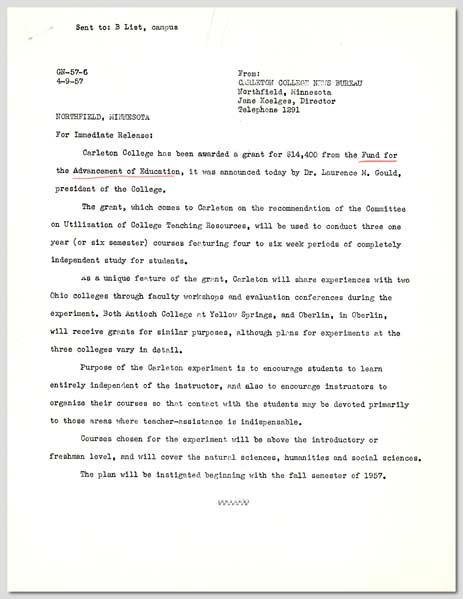 Sent to: B List, campus
GN-57-6
4-9-57
From:
CARLETON COLLEGE NEWS BUREAU
Northfield, Minnesota
Jane Koelges, Director
Telephone 1291
NORTHFIELD, MINNESOTA
For Immediate Release:
Carleton College has been awarded a grant for $14,400 from the Fund for
the Advancement of Education, it was announced today by Dr. Laurence M. Gould,
president of the College.
The grant, which comes to Carleton on the recommendation of the Committee
on Utilization of College Teaching Resources, will be used to conduct three one
year (or six semester) courses featuring four to six week periods of completely
independent study for students.
As a unique feature of the grant, Carleton will share experiences with two
Ohio colleges through faculty workshops and evaluation conferences during the
experiment. Both Antioch College at Yellow Springs, and Oberlin, in Oberlin,
will receive grants for similar purposes, although plans for experiments at the
three colleges vary in detail.
Purpose of the Carleton experiment is to encourage students to learn
entirely independent of the instructor, and also to encourage instructors to
organize their courses so that contact with the students may be devoted primarily
to those areas where teacher-assistance is indispensable.
Courses chosen for the experiment will be above the introductory or
freshman level, and will cover the natural sciences, humanities and social sciences.
The plan will be instigated beginning with the fall semester of 1957.